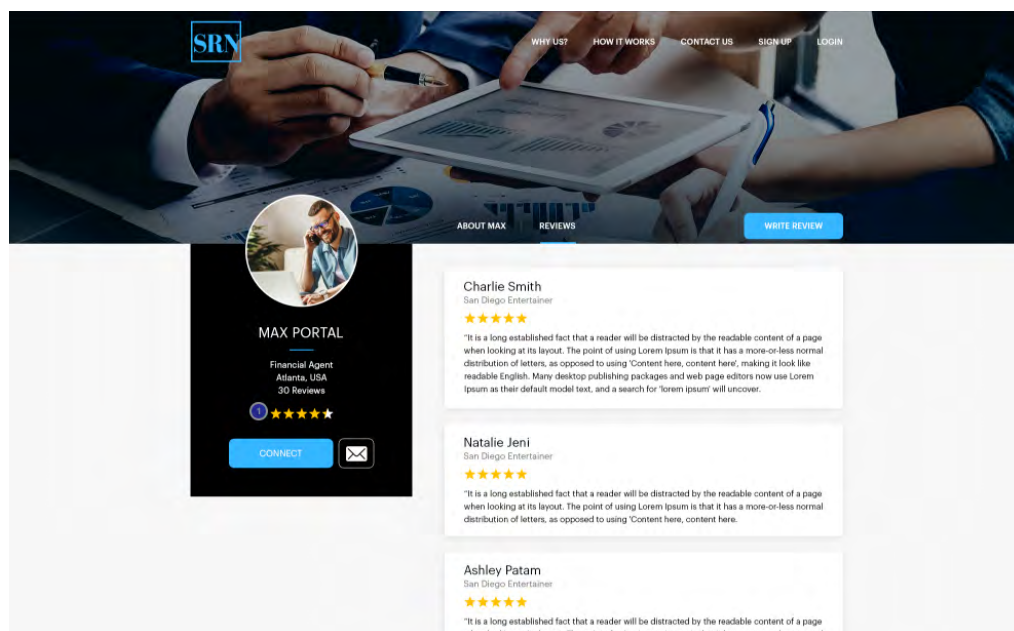 SRN
WHY US? HOW IT WORKS CONTACT US SIGN UP LOGIN
ABOUT MAX REVIEWS WRITE REVIEW
MAX PORTAL
Financial Agent
Atlanta, USA
30 Reviews
1
CONNECT
Charlie Smith
San Diego Entertainer
"It is a long established fact that a reader will be distracted by the readable content of a page
when looking at its layout. The point of using Lorem Ipsum is that it has a more-or-less normal
distribution of letters, as opposed to using 'Content here, content here', making it look like
readable English. Many desktop publishing packages and web page editors now use Lorem
Ipsum as their default model text, and a search for 'lorem ipsum' will uncover.
Natalie Jeni
San Diego Entertainer
"It is a long established fact that a reader will be distracted by the readable content of a page
when looking at its layout. The point of using Lorem Ipsum is that it has a more-or-less normal
distribution of letters, as opposed to using 'Content here, content here.
Ashley Patam
San Diego Entertainer
"It is a long established fact that a reader will be distracted by the readable content of a page